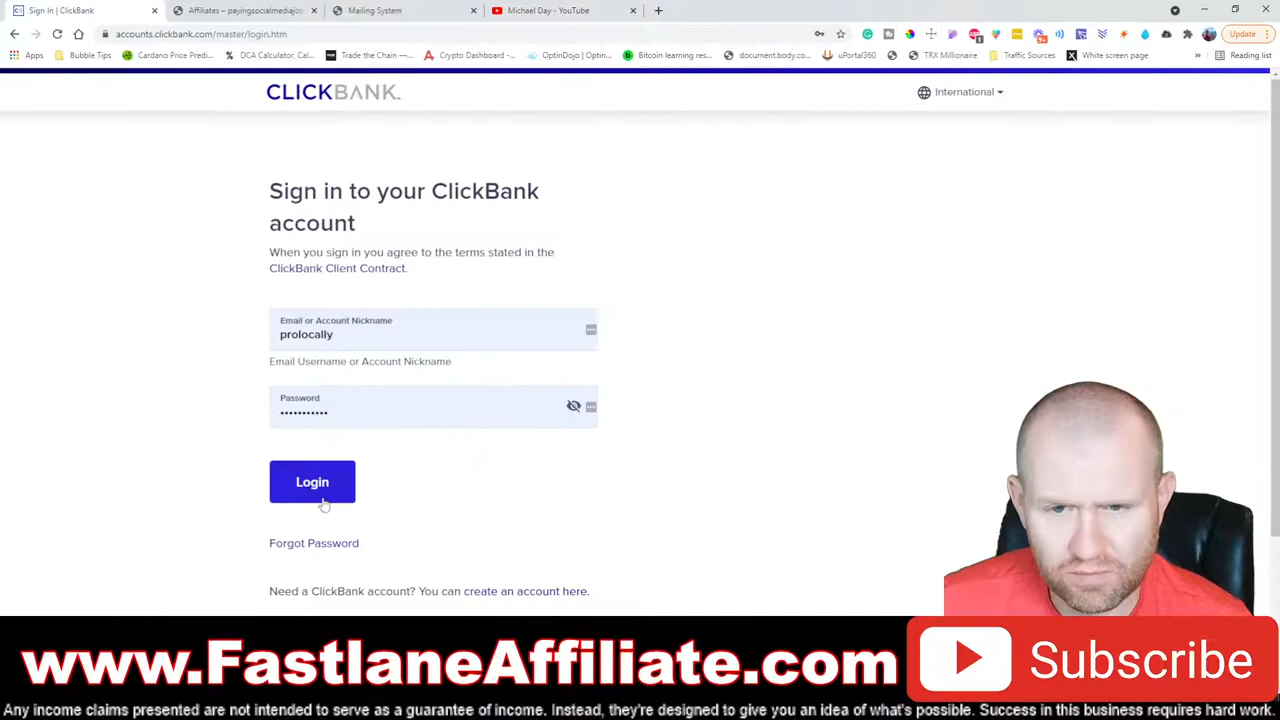 Sign In | ClickBank
Affiliates – payingsocialmediajob
Mailing System
Michael Day - YouTube
accounts.clickbank.com/master/login.htm
Update
Apps
Bubble Tips
Cardano Price Predi...
DCA Calculator, Cal...
Trade the Chain —...
Crypto Dashboard -...
OptinDojo | Optin...
Bitcoin learning res...
document.body.co...
uPortal360
TRX Millionaire
Traffic Sources
White screen page
»
Reading list
CLICKBANK
International
Sign in to your ClickBank
account
When you sign in you agree to the terms stated in the
ClickBank Client Contract.
Email or Account Nickname
prolocally
Email Username or Account Nickname
Password
•••••••••••
Login
Forgot Password
Need a ClickBank account? You can create an account here.
www.FastlaneAffiliate.com
Subscribe
Any income claims presented are not intended to serve as a guarantee of income. Instead, they're designed to give you an idea of what's possible. Success in this business requires hard work.